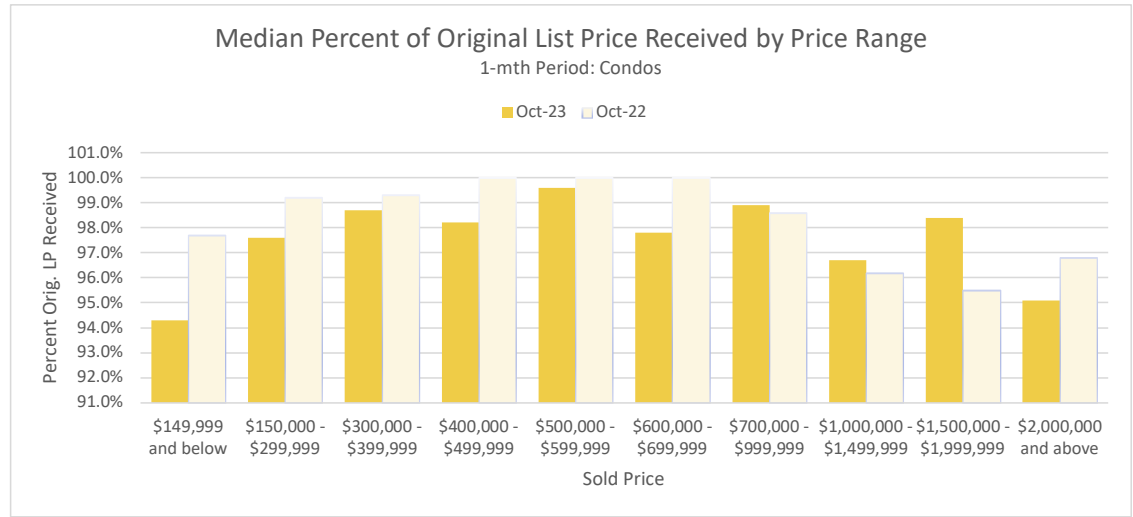 Median Percent of Original List Price Received by Price Range
1-mth Period: Condos
Oct-23 Oct-22
Percent Orig. LP Received
101.0%
100.0%
99.0%
98.0%
97.0%
96.0%
95.0%
94.0%
93.0%
92.0%
91.0%
$149,999 and below
$150,000 - $299,999
$300,000 - $399,999
$400,000 - $499,999
$500,000 - $599,999
$600,000 - $699,999
$700,000 - $999,999
$1,000,000 - $1,499,999
$1,500,000 - $1,999,999
$2,000,000 and above
Sold Price